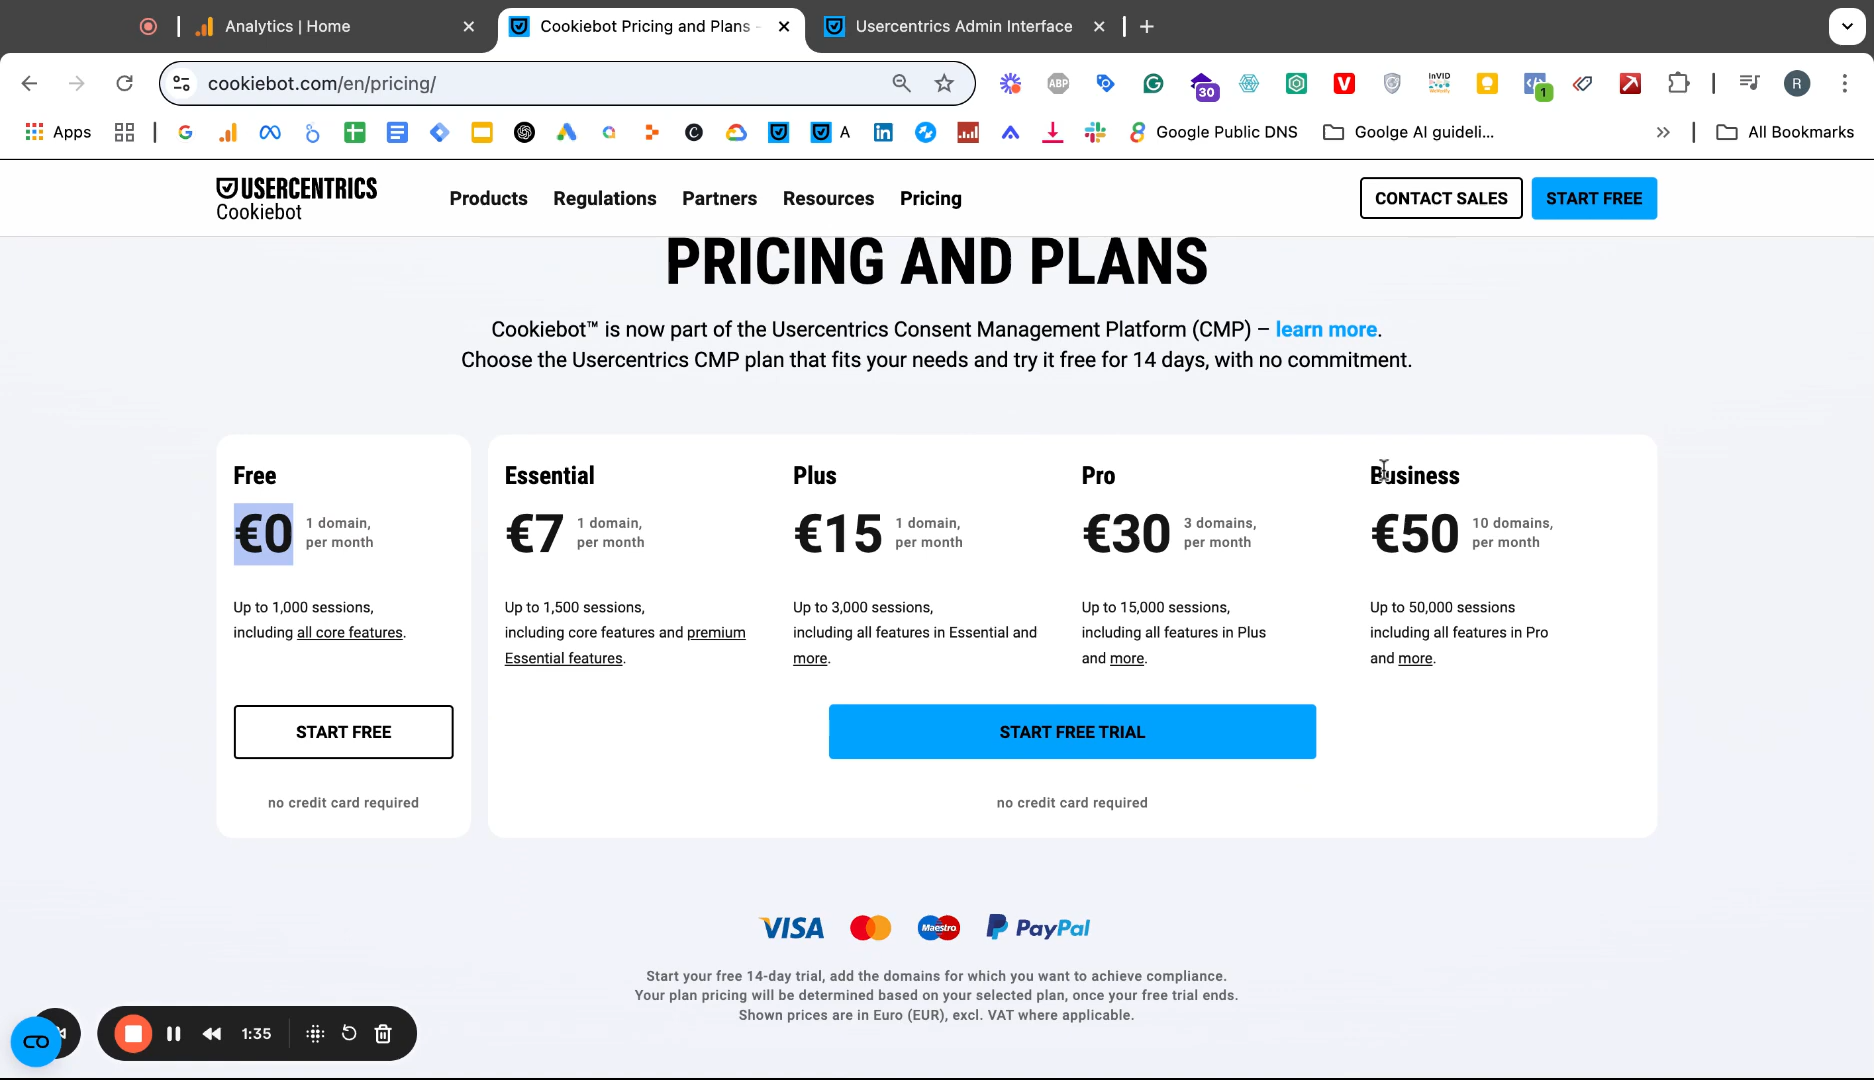 Analytics | Home
Cookiebot Pricing and Plans -
Usercentrics Admin Interface
cookiebot.com/en/pricing/
ABP
30
V
InVID
1
R
Apps
A
Google Public DNS
Goolge AI guideli...
All Bookmarks
USERCENTRICS
Cookiebot
Products
Regulations
Partners
Resources
Pricing
CONTACT SALES
START FREE
PRICING AND PLANS
Cookiebot™ is now part of the Usercentrics Consent Management Platform (CMP) – learn more.
Choose the Usercentrics CMP plan that fits your needs and try it free for 14 days, with no commitment.
Free
€0
1 domain,
per month
Up to 1,000 sessions,
including all core features.
START FREE
no credit card required
Essential
€7
1 domain,
per month
Up to 1,500 sessions,
including core features and premium
Essential features.
Plus
€15
1 domain,
per month
Up to 3,000 sessions,
including all features in Essential and
more.
Pro
€30
3 domains,
per month
Up to 15,000 sessions,
including all features in Plus
and more.
Business
€50
10 domains,
per month
Up to 50,000 sessions
including all features in Pro
and more.
START FREE TRIAL
no credit card required
VISA
Maestro
PayPal
Start your free 14-day trial, add the domains for which you want to achieve compliance.
Your plan pricing will be determined based on your selected plan, once your free trial ends.
Shown prices are in Euro (EUR), excl. VAT where applicable.
1:35